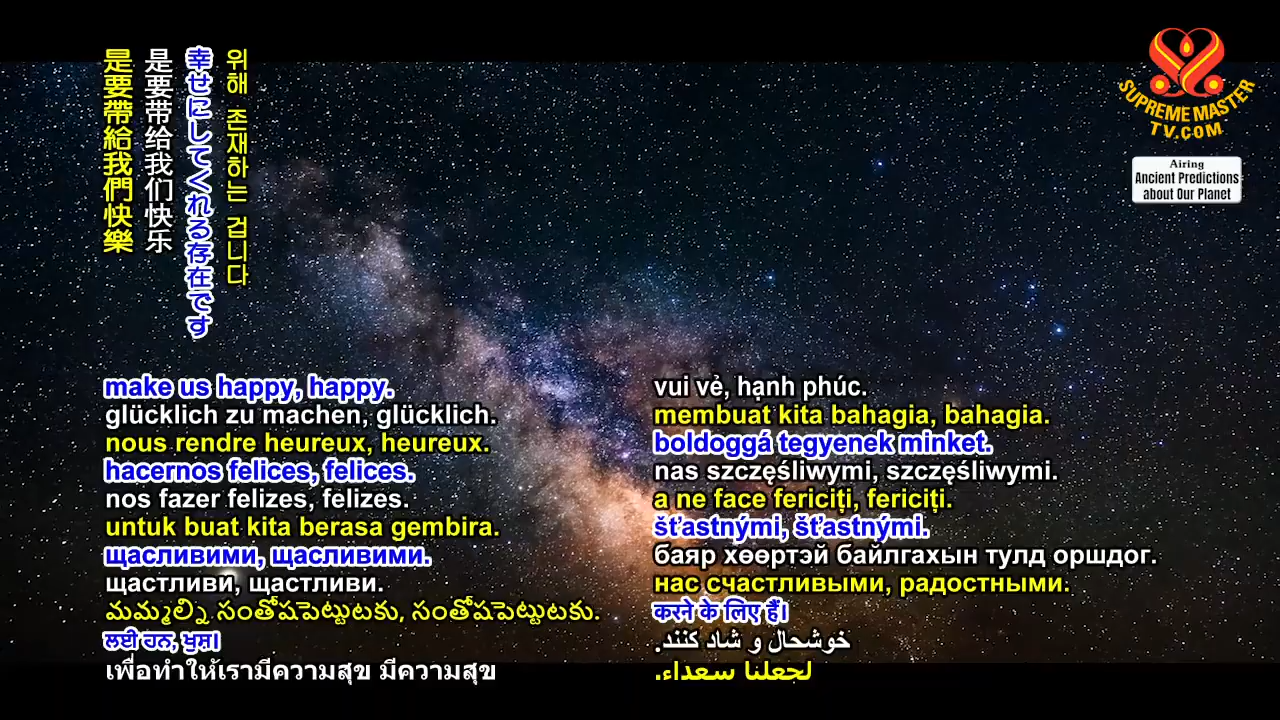 위해 존재하는 겁니다
幸せにしてくれる存在です
是要带给我们快乐
是要帶給我們快樂
SUPREME MASTER
TV.COM
Airing
Ancient Predictions
about Our Planet
make us happy, happy.
glücklich zu machen, glücklich.
nous rendre heureux, heureux.
hacernos felices, felices.
nos fazer felizes, felizes.
untuk buat kita berasa gembira.
щасливими, щасливими.
щастливи, щастливи.
మమ్మల్ని సంతోషపెట్టుటకు, సంతోషపెట్టుటకు.
ਲਈ ਹਨ, ਖੁਸ਼।
เพื่อทำให้เรามีความสุข มีความสุข
vui vẻ, hạnh phúc.
membuat kita bahagia, bahagia.
boldoggá tegyenek minket.
nas szczęśliwymi, szczęśliwymi.
a ne face fericiți, fericiți.
šťastnými, šťastnými.
баяр хөөртэй байлгахын тулд оршдог.
нас счастливыми, радостными.
करने के लिए हैं।
خوشحال و شاد کنند.
لجعلنا سعداء.